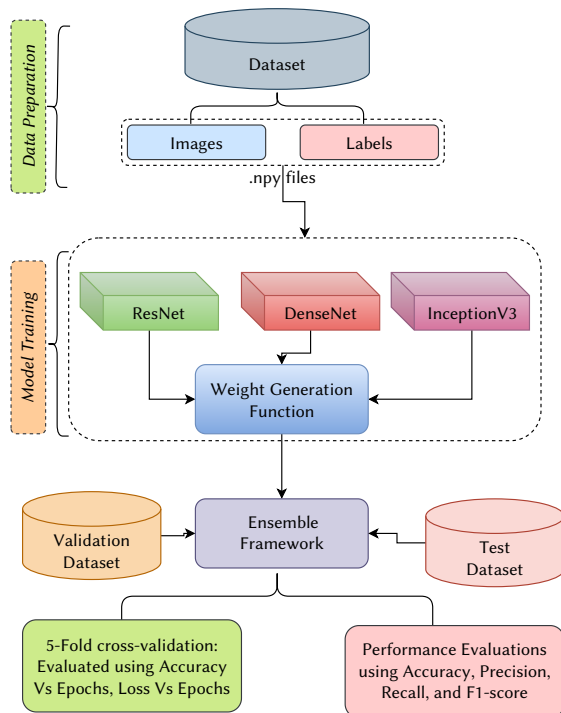 Data Preparation
Dataset
Images
Labels
.npy files
Model Training
ResNet
DenseNet
InceptionV3
Weight Generation
Function
Validation
Dataset
Ensemble
Framework
Test
Dataset
5-Fold cross-validation:
Evaluated using Accuracy
Vs Epochs, Loss Vs Epochs
Performance Evaluations
using Accuracy, Precision,
Recall, and F1-score